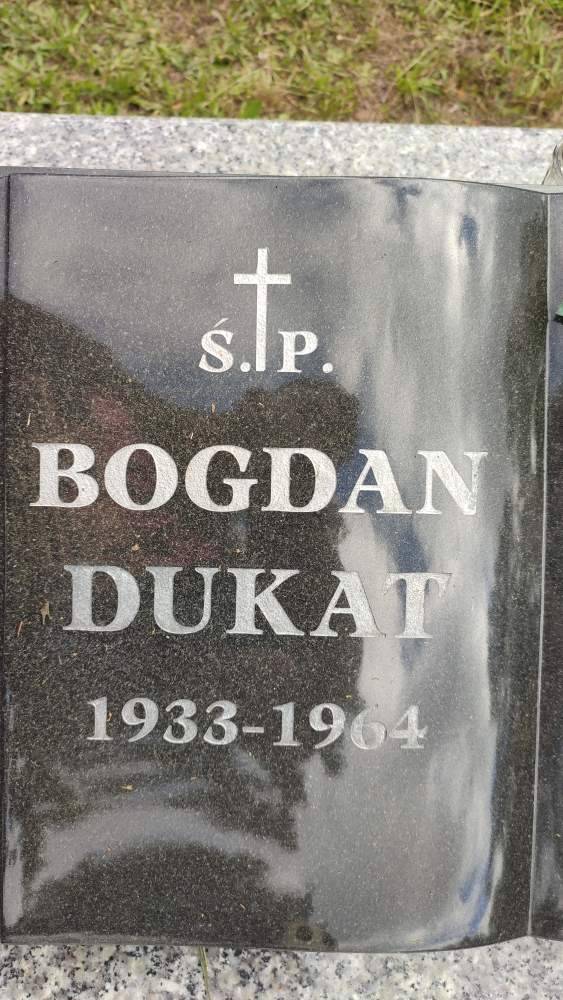 Ś.P.
BOGDAN
DUKAT
1933-1964